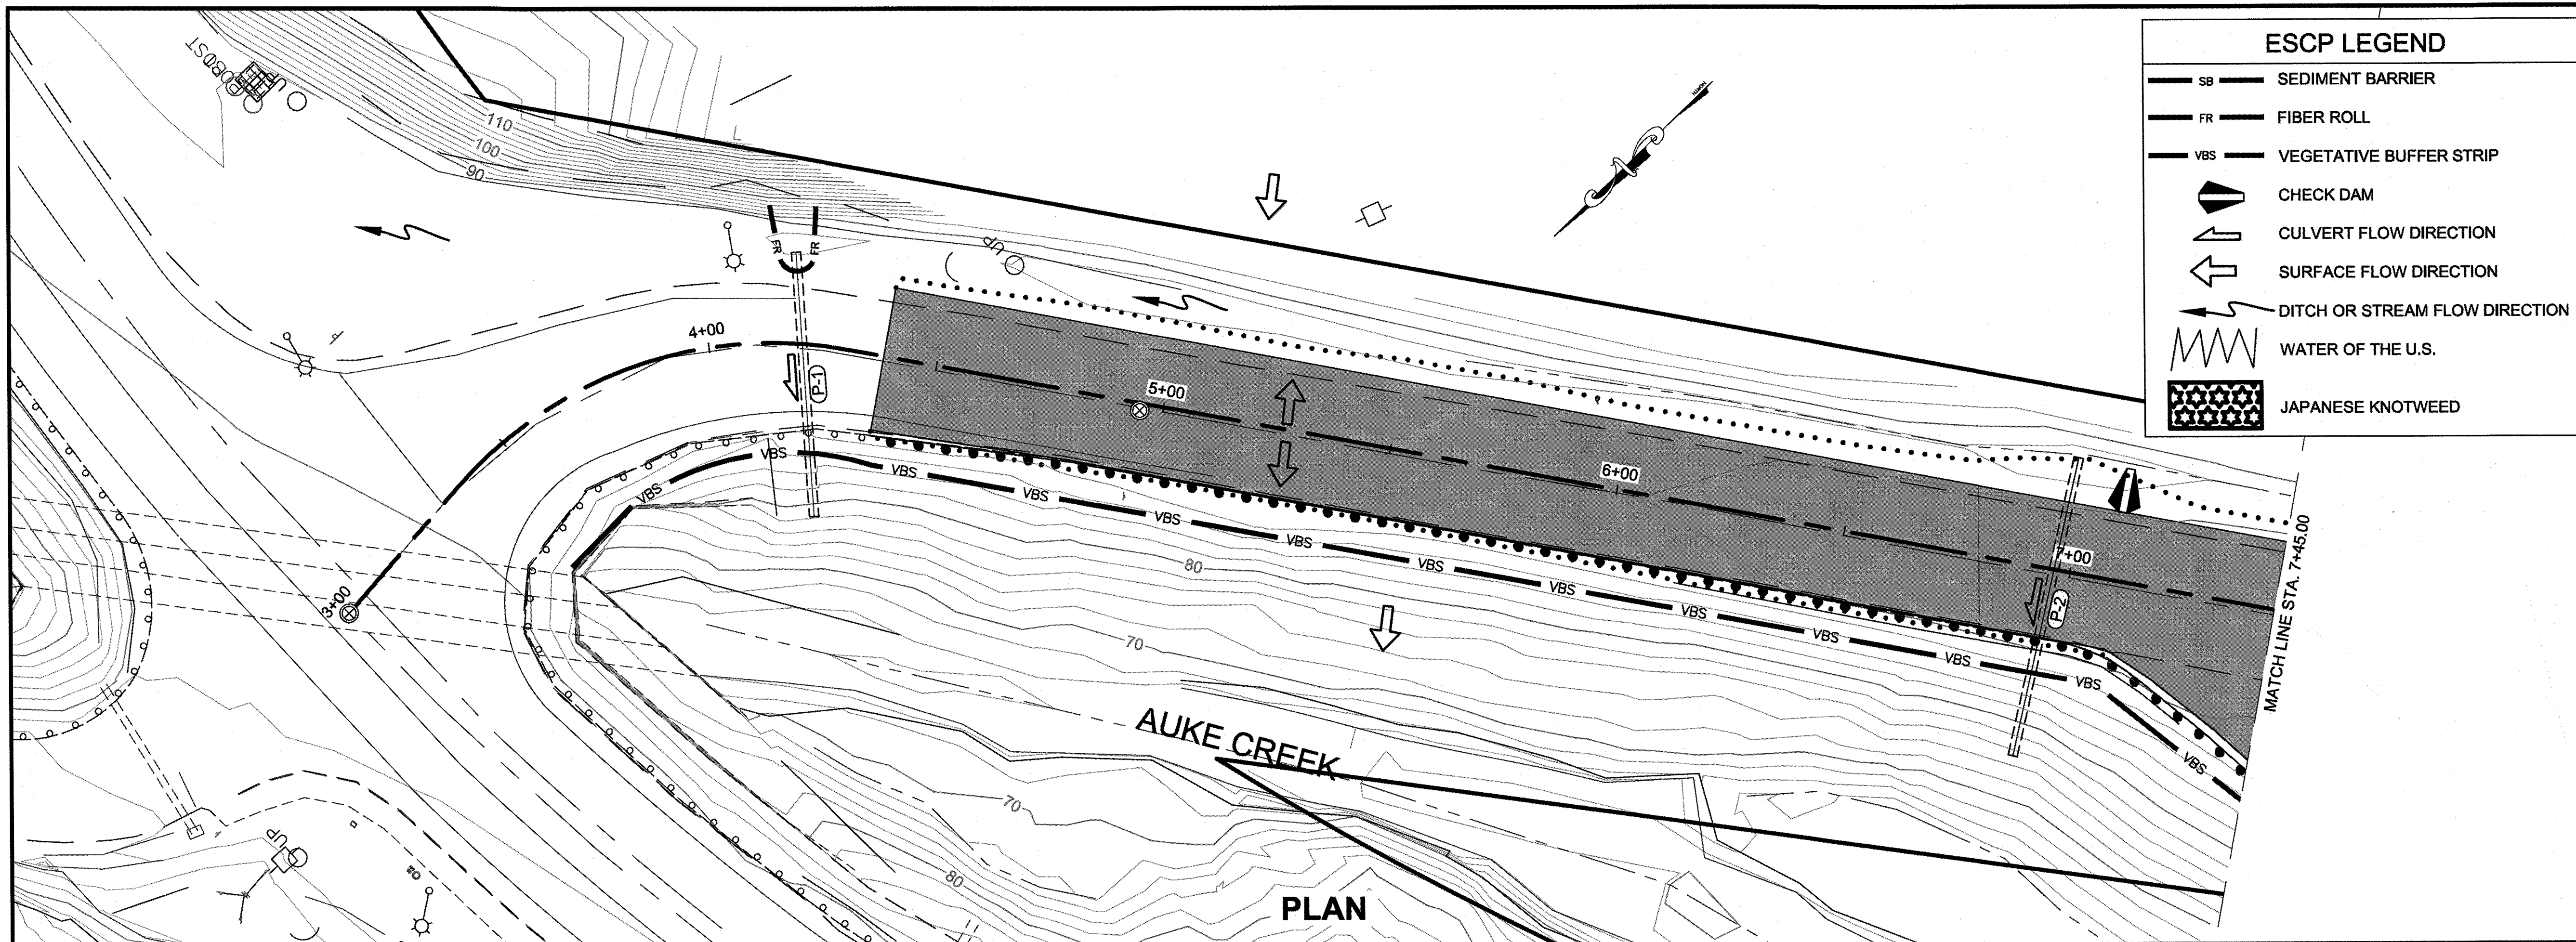 ESCP LEGEND
SB SEDIMENT BARRIER
FR FIBER ROLL
VBS VEGETATIVE BUFFER STRIP
CHECK DAM
CULVERT FLOW DIRECTION
SURFACE FLOW DIRECTION
DITCH OR STREAM FLOW DIRECTION
WATER OF THE U.S.
JAPANESE KNOTWEED
NORTH
110
100
90
L
UP
FR
FR
4+00
P-1
5+00
6+00
7+00
P-2
3+00
MATCH LINE STA. 7+45.00
VBS
VBS
VBS
VBS
VBS
VBS
VBS
VBS
VBS
VBS
VBS
VBS
VBS
80
70
AUKE CREEK
70
80
UP
PLAN